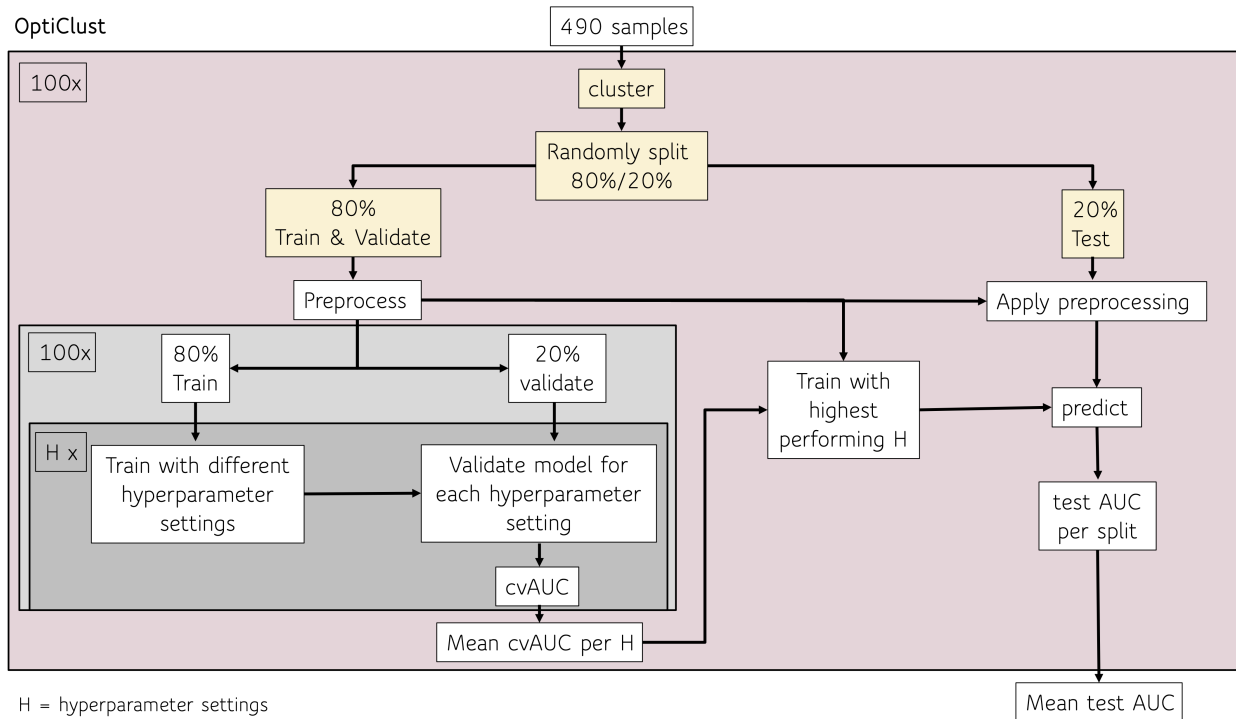 OptiClust
490 samples
100x
cluster
Randomly split
80%/20%
80%
Train & Validate
20%
Test
Preprocess
Apply preprocessing
100x
80%
Train
20%
validate
Train with
highest
performing H
predict
H x
Train with different
hyperparameter
settings
Validate model for
each hyperparameter
setting
test AUC
per split
cvAUC
Mean cvAUC per H
H = hyperparameter settings
Mean test AUC